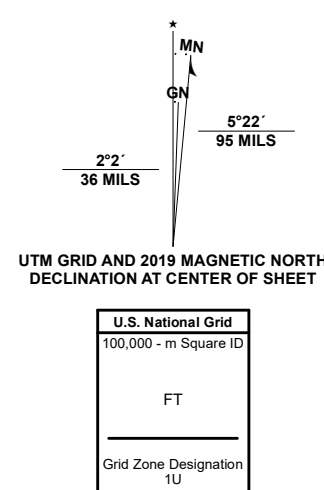 ★
MN
GN
5°22´
95 MILS
2°2´
36 MILS
UTM GRID AND 2019 MAGNETIC NORTH
DECLINATION AT CENTER OF SHEET
U.S. National Grid
100,000 - m Square ID
FT
Grid Zone Designation
1U